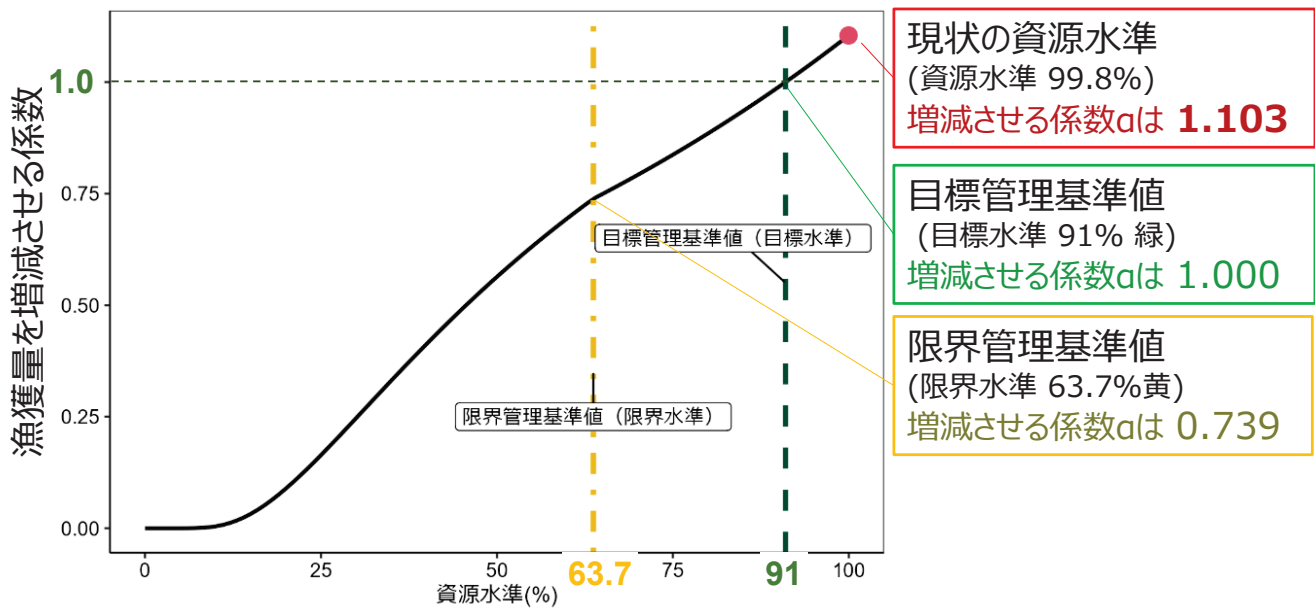 漁獲量を増減させる係数
1.0
0.75
0.50
0.25
0.00
目標管理基準値（目標水準）
限界管理基準値（限界水準）
0
25
50
63.7
75
91
100
資源水準(%)
現状の資源水準
(資源水準 99.8%)
増減させる係数αは 1.103
目標管理基準値
(目標水準 91% 緑)
増減させる係数αは 1.000
限界管理基準値
(限界水準 63.7%黄)
増減させる係数αは 0.739